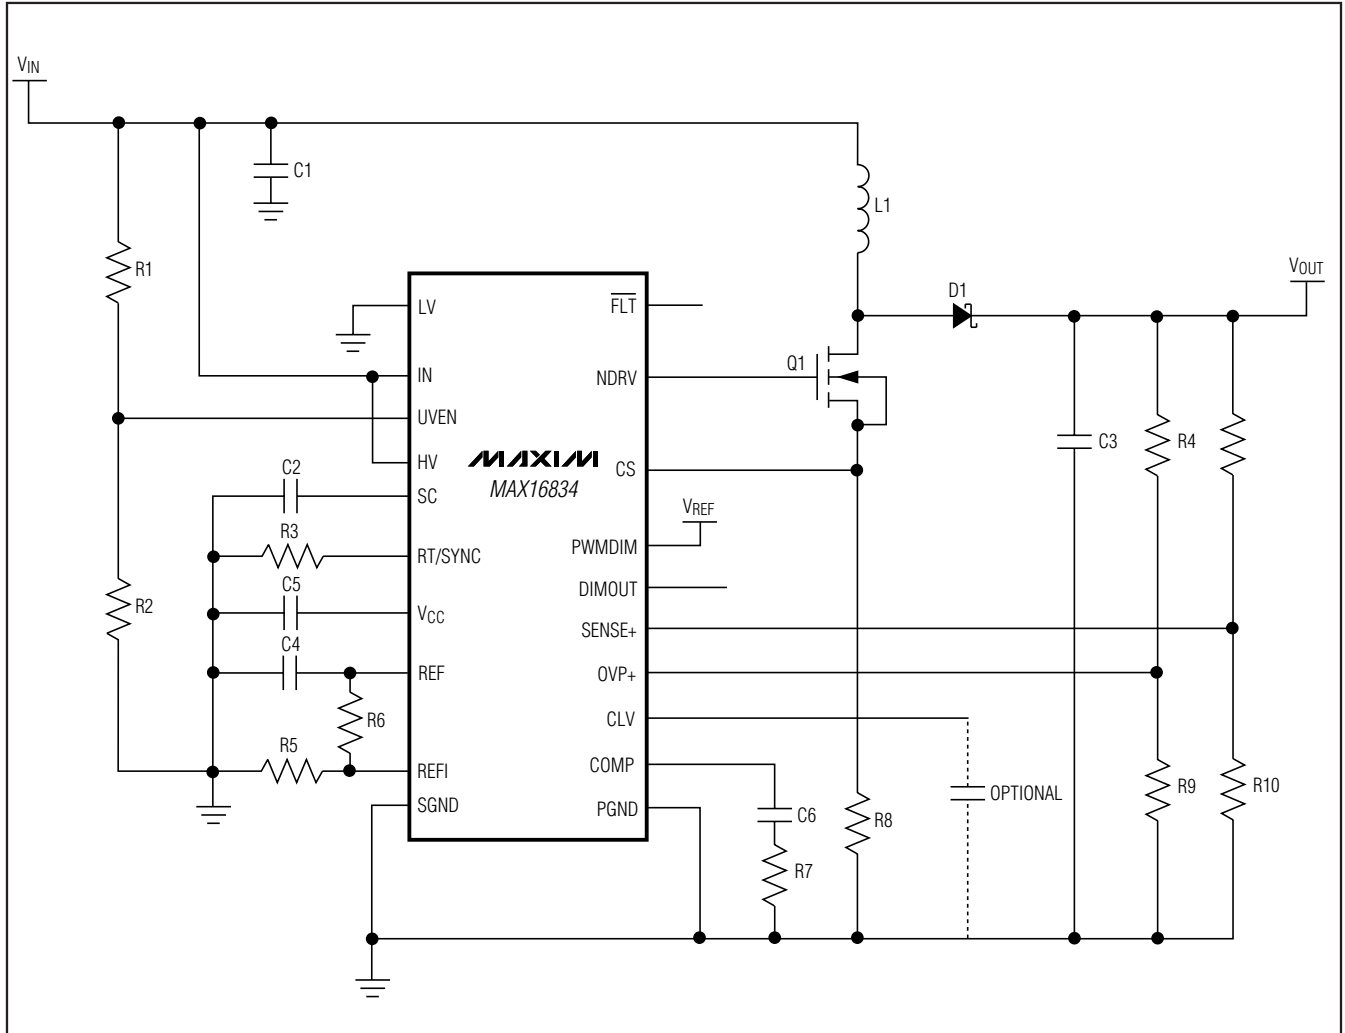 VIN
C1
L1
R1
VOUT
D1
LV
FLT
Q1
IN
NDRV
UVEN
C3
R4
HV
MAXIM
CS
C2
SC
MAX16834
VREF
R3
RT/SYNC
PWMDIM
C5
DIMOUT
R2
VCC
SENSE+
C4
REF
OVP+
R6
CLV
R5
REFI
COMP
R9
R10
OPTIONAL
SGND
PGND
C6
R8
R7